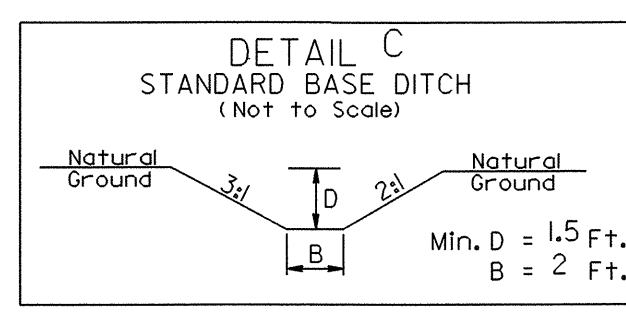 DETAIL C
STANDARD BASE DITCH
(Not to Scale)
Natural
Ground
3:1
D
2:1
Natural
Ground
B
Min. D = 1.5 Ft.
B = 2 Ft.